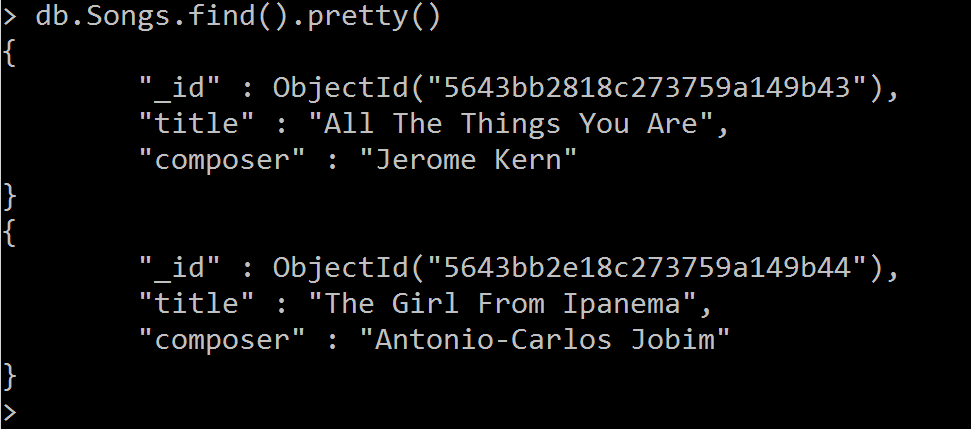 > db.Songs.find().pretty()
{
        "_id" : ObjectId("5643bb2818c273759a149b43"),
        "title" : "All The Things You Are",
        "composer" : "Jerome Kern"
}
{
        "_id" : ObjectId("5643bb2e18c273759a149b44"),
        "title" : "The Girl From Ipanema",
        "composer" : "Antonio-Carlos Jobim"
}
>